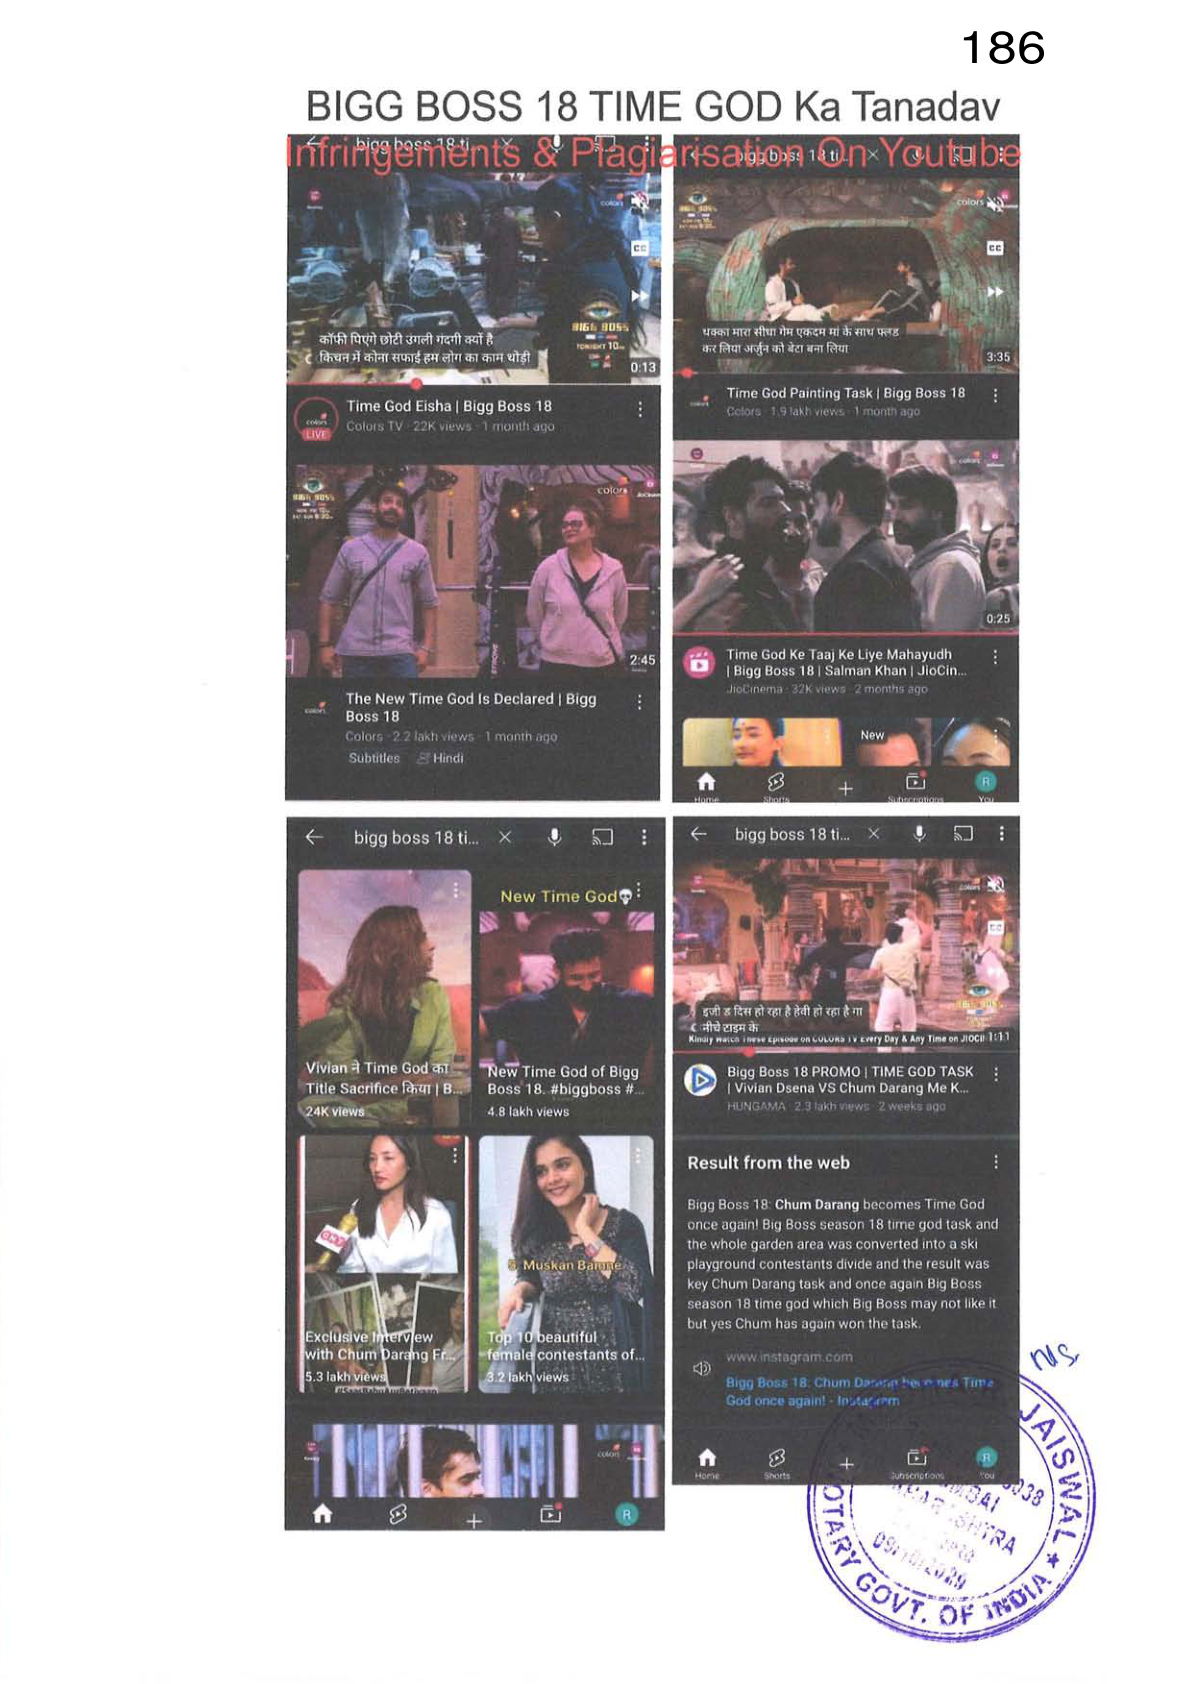 186
BIGG BOSS 18 TIME GOD Ka Tanadav
Infringements & Plagiarisation On Youtube
bigg boss 18 ti...
colors
CC
BIGG BOSS
TONIGHT 10
कॉफी पिएंगे छोटी उंगली गंदगी क्यों है
किचन में कोना सफाई हम लोग का काम थोड़ी
0:13
Time God Eisha | Bigg Boss 18
Colors TV · 22K views · 1 month ago
colors
LIVE
BIGG BOSS
colors
2:45
The New Time God Is Declared | Bigg
Boss 18
colors
Colors · 2.2 lakh views · 1 month ago
Subtitles Hindi
bigg boss 18 ti...
colors
CC
थक्का मारा सीधा गेम एकदम मां के साथ फ्लड
कर लिया अर्जुन को बेटा बना लिया
3:35
Time God Painting Task | Bigg Boss 18
Colors · 1.9 lakh views · 1 month ago
colors
0:25
Time God Ke Taaj Ke Liye Mahayudh
| Bigg Boss 18 | Salman Khan | JioCin...
JioCinema · 32K views · 2 months ago
New
Home Shorts Subscriptions You
R
bigg boss 18 ti...
New Time God
Vivian ने Time God का
Title Sacrifice किया | B...
24K views
New Time God of Bigg
Boss 18. #biggboss #...
4.8 lakh views
Exclusive Interview
with Chum Darang Fr...
5.3 lakh views
Muskan Bamne
Top 10 beautiful
female contestants of...
3.2 lakh views
colors
R
bigg boss 18 ti...
colors
CC
इजी ड दिस हो रहा है हेवी हो रहा है गा
नीचे टाइम के
Kindly Watch These Episode on COLORS TV Every Day & Any Time on JIOCI
1:11
Bigg Boss 18 PROMO | TIME GOD TASK
| Vivian Dsena VS Chum Darang Me K...
HUNGAMA · 2.3 lakh views · 2 weeks ago
Result from the web
Bigg Boss 18: Chum Darang becomes Time God
once again! Big Boss season 18 time god task and
the whole garden area was converted into a ski
playground contestants divide and the result was
key Chum Darang task and once again Big Boss
season 18 time god which Big Boss may not like it
but yes Chum has again won the task.
www.instagram.com
Bigg Boss 18: Chum Darang becomes Time
God once again! - Instagram
Home Shorts Subscriptions You
R
JAISWAL
NOTARY GOVT. OF INDIA
09/10/2029